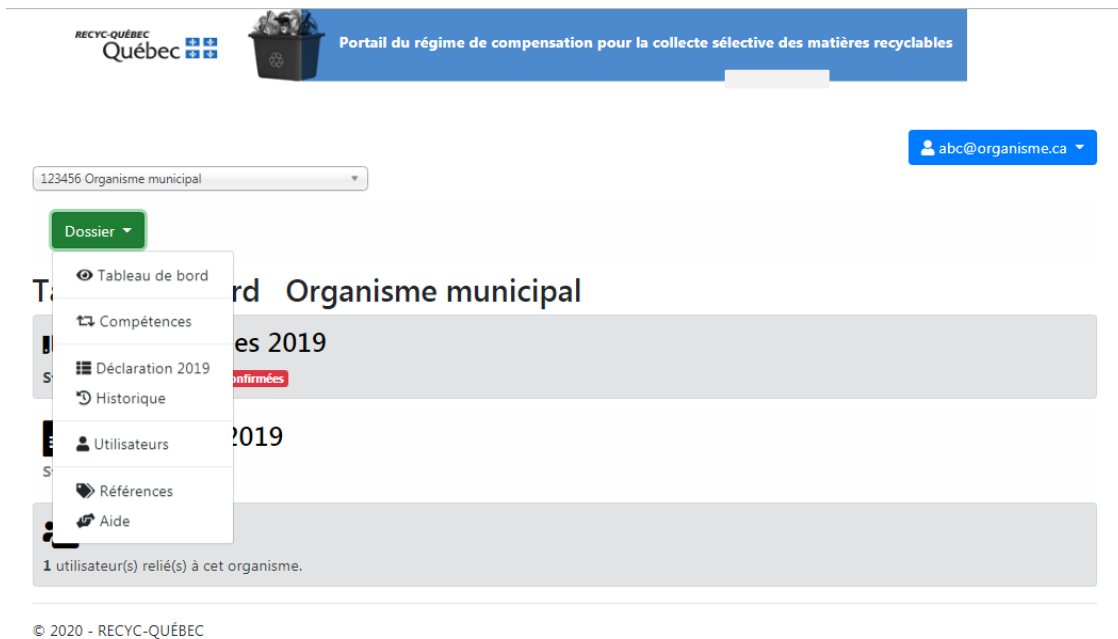 RECYC-QUÉBEC
Québec
Portail du régime de compensation pour la collecte sélective des matières recyclables
abc@organisme.ca
123456 Organisme municipal
Dossier
Tableau de bord
Organisme municipal
Compétences
es 2019
onfirmées
Déclaration 2019
Historique
2019
Utilisateurs
Références
Aide
1 utilisateur(s) relié(s) à cet organisme.
© 2020 - RECYC-QUÉBEC